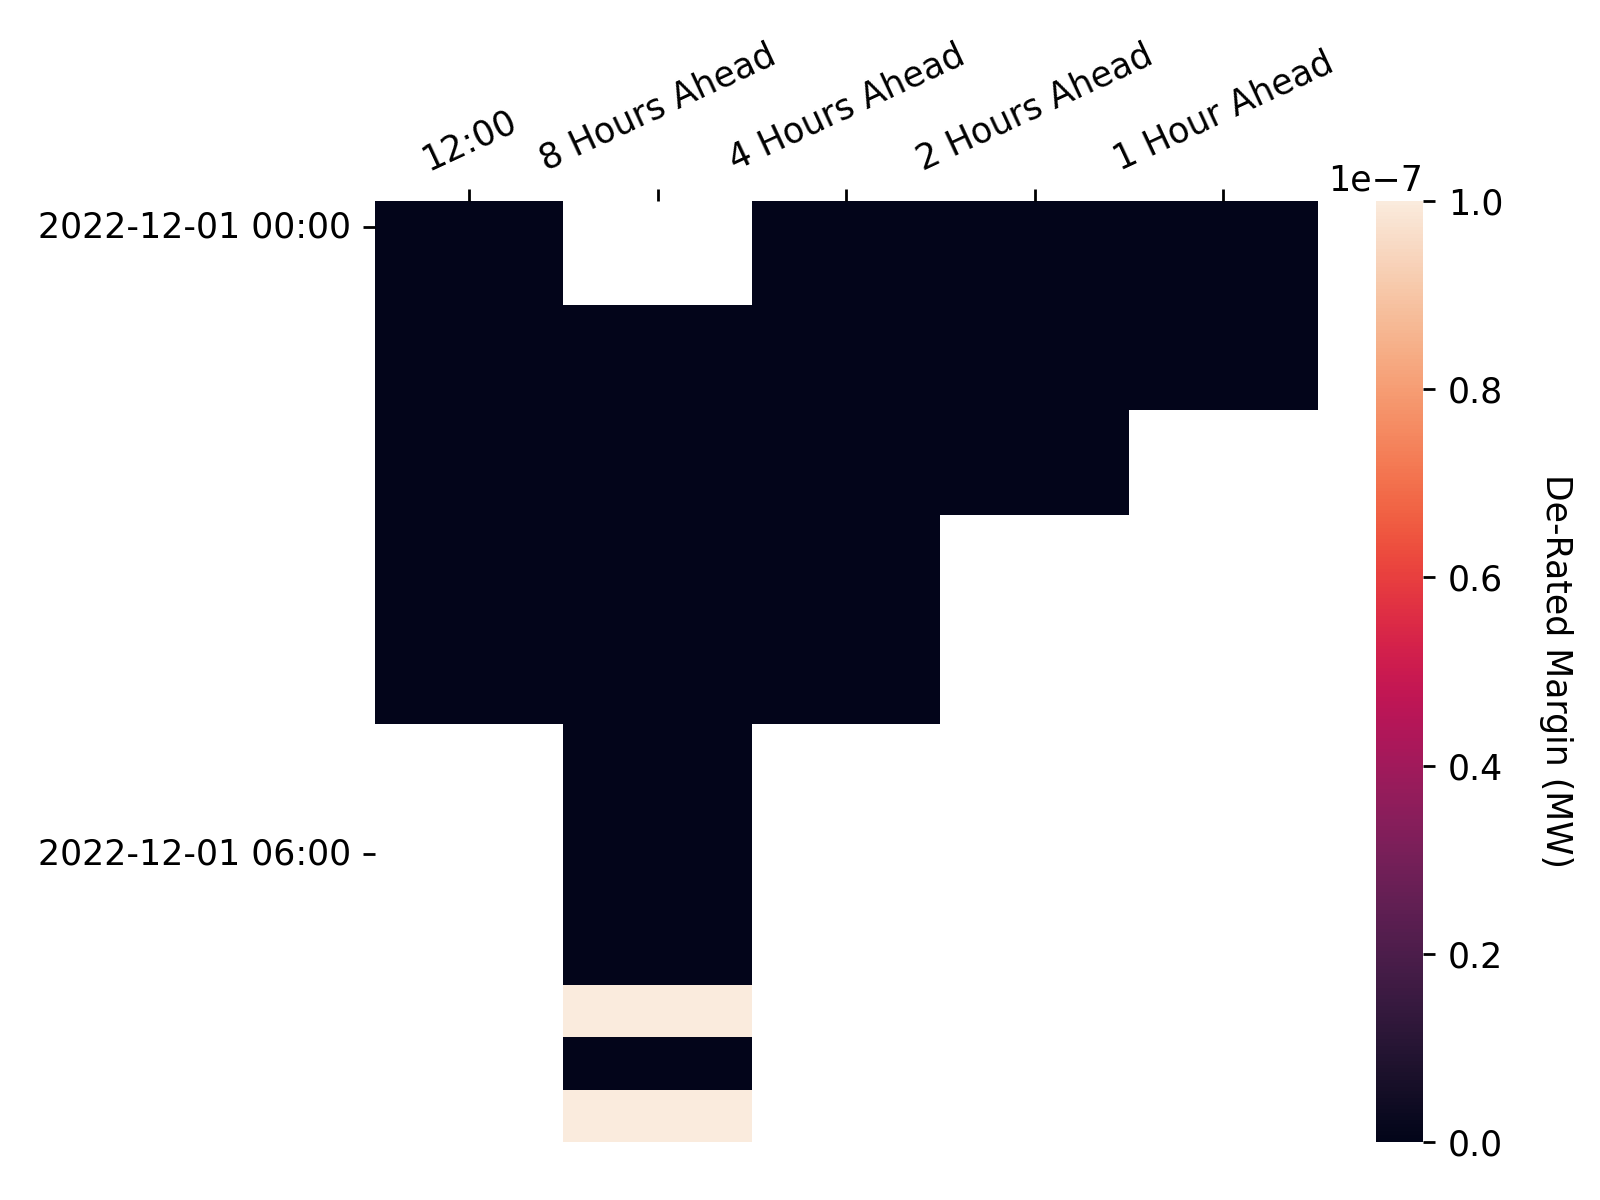 12:00
8 Hours Ahead
4 Hours Ahead
2 Hours Ahead
1 Hour Ahead
2022-12-01 00:00
2022-12-01 06:00
1e−7
1.0
0.8
0.6
0.4
0.2
0.0
De-Rated Margin (MW)